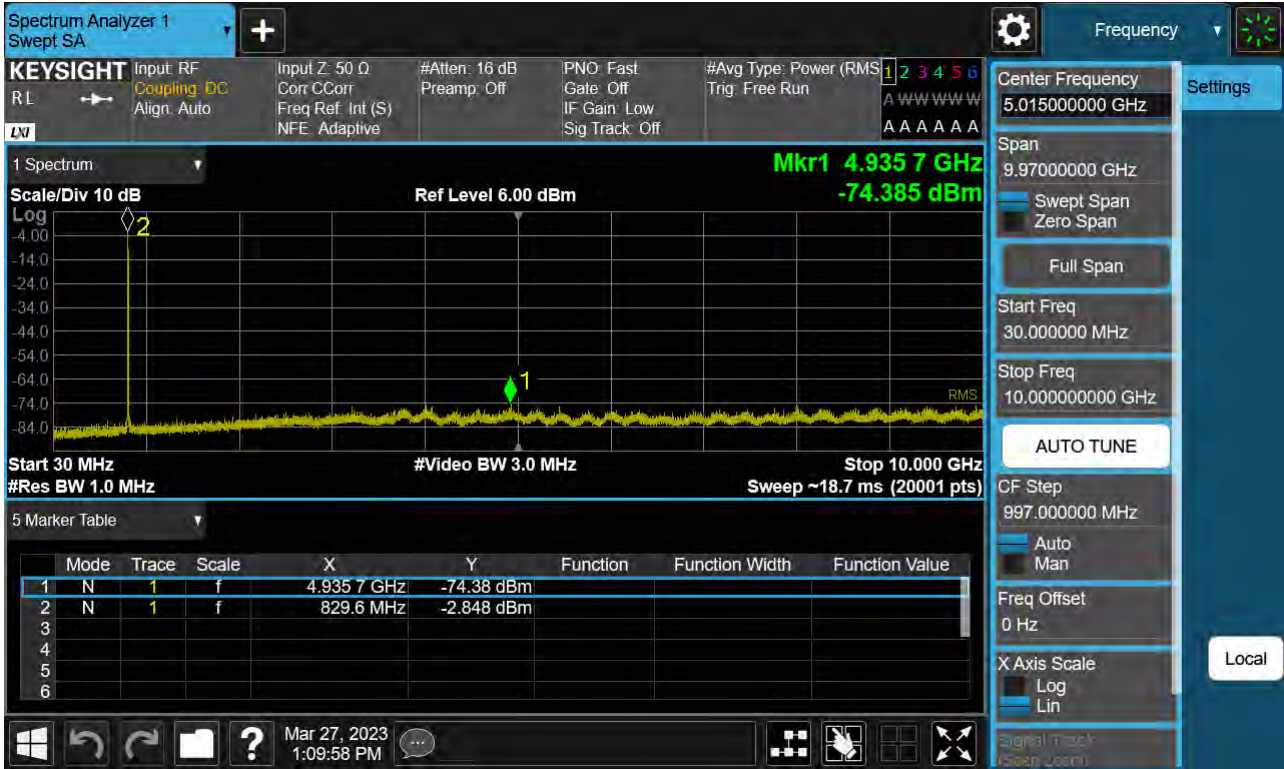 Spectrum Analyzer 1
Swept SA
Frequency
KEYSIGHT
R L
LXI
Input: RF
Coupling: DC
Align: Auto
Input Z: 50 Ω
Corr CCorr
Freq Ref: Int (S)
NFE: Adaptive
#Atten: 16 dB
Preamp: Off
PNO: Fast
Gate: Off
IF Gain: Low
Sig Track: Off
#Avg Type: Power (RMS
Trig: Free Run
1 2 3 4 5 6
A W W W W W
A A A A A A
1 Spectrum
Mkr1 4.935 7 GHz
Scale/Div 10 dB
Ref Level 6.00 dBm
-74.385 dBm
Log
2
-4.00
-14.0
-24.0
-34.0
-44.0
-54.0
-64.0
1
-74.0
RMS
-84.0
Start 30 MHz
#Video BW 3.0 MHz
Stop 10.000 GHz
#Res BW 1.0 MHz
Sweep ~18.7 ms (20001 pts)
5 Marker Table
Mode Trace Scale X Y Function Function Width Function Value
1 N 1 f 4.935 7 GHz -74.38 dBm
2 N 1 f 829.6 MHz -2.848 dBm
3
4
5
6
Mar 27, 2023
1:09:58 PM
Center Frequency
5.015000000 GHz
Settings
Span
9.97000000 GHz
Swept Span
Zero Span
Full Span
Start Freq
30.000000 MHz
Stop Freq
10.000000000 GHz
AUTO TUNE
CF Step
997.000000 MHz
Auto
Man
Freq Offset
0 Hz
X Axis Scale
Log
Lin
Local
Signal Track
(Span Zoom)